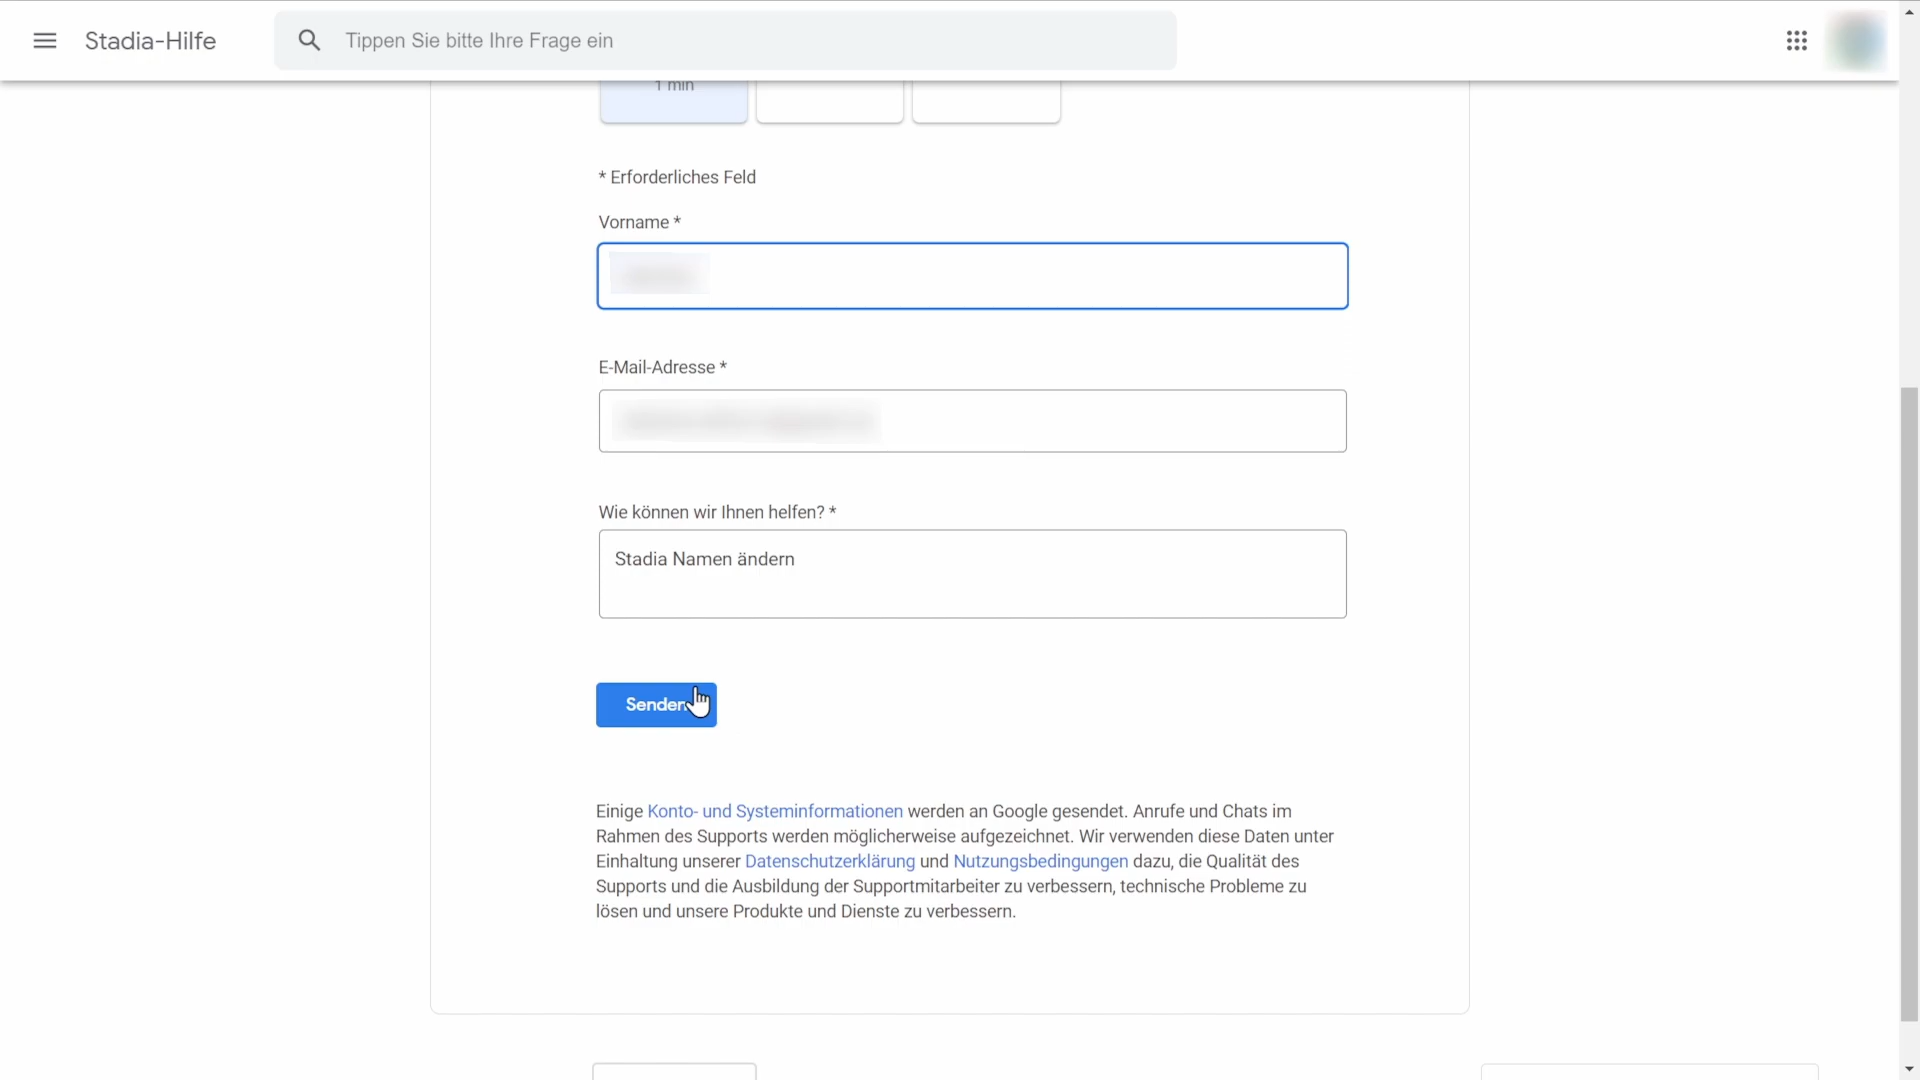 Stadia-Hilfe
Tippen Sie bitte Ihre Frage ein
1 min
* Erforderliches Feld
Vorname *
E-Mail-Adresse *
Wie können wir Ihnen helfen? *
Stadia Namen ändern
Senden
Einige Konto- und Systeminformationen werden an Google gesendet. Anrufe und Chats im
Rahmen des Supports werden möglicherweise aufgezeichnet. Wir verwenden diese Daten unter
Einhaltung unserer Datenschutzerklärung und Nutzungsbedingungen dazu, die Qualität des
Supports und die Ausbildung der Supportmitarbeiter zu verbessern, technische Probleme zu
lösen und unsere Produkte und Dienste zu verbessern.